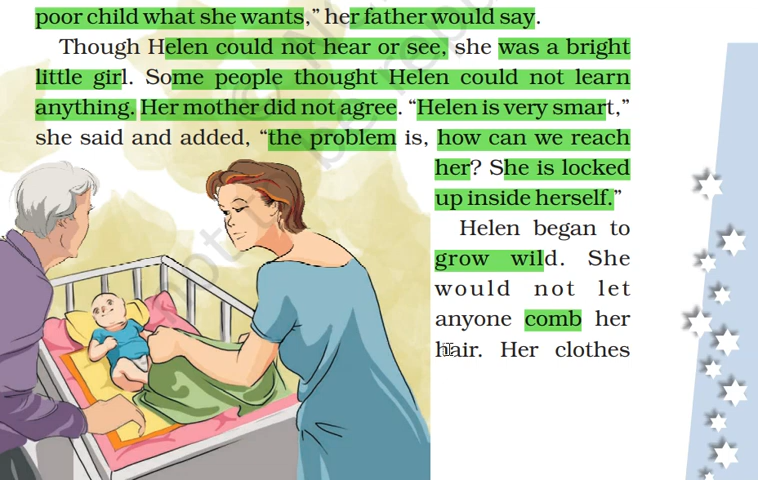 poor child what she wants," her father would say.
Though Helen could not hear or see, she was a bright
little girl. Some people thought Helen could not learn
anything. Her mother did not agree. "Helen is very smart,"
she said and added, "the problem is, how can we reach
her? She is locked
up inside herself."
Helen began to
grow wild. She
would not let
anyone comb her
hair. Her clothes